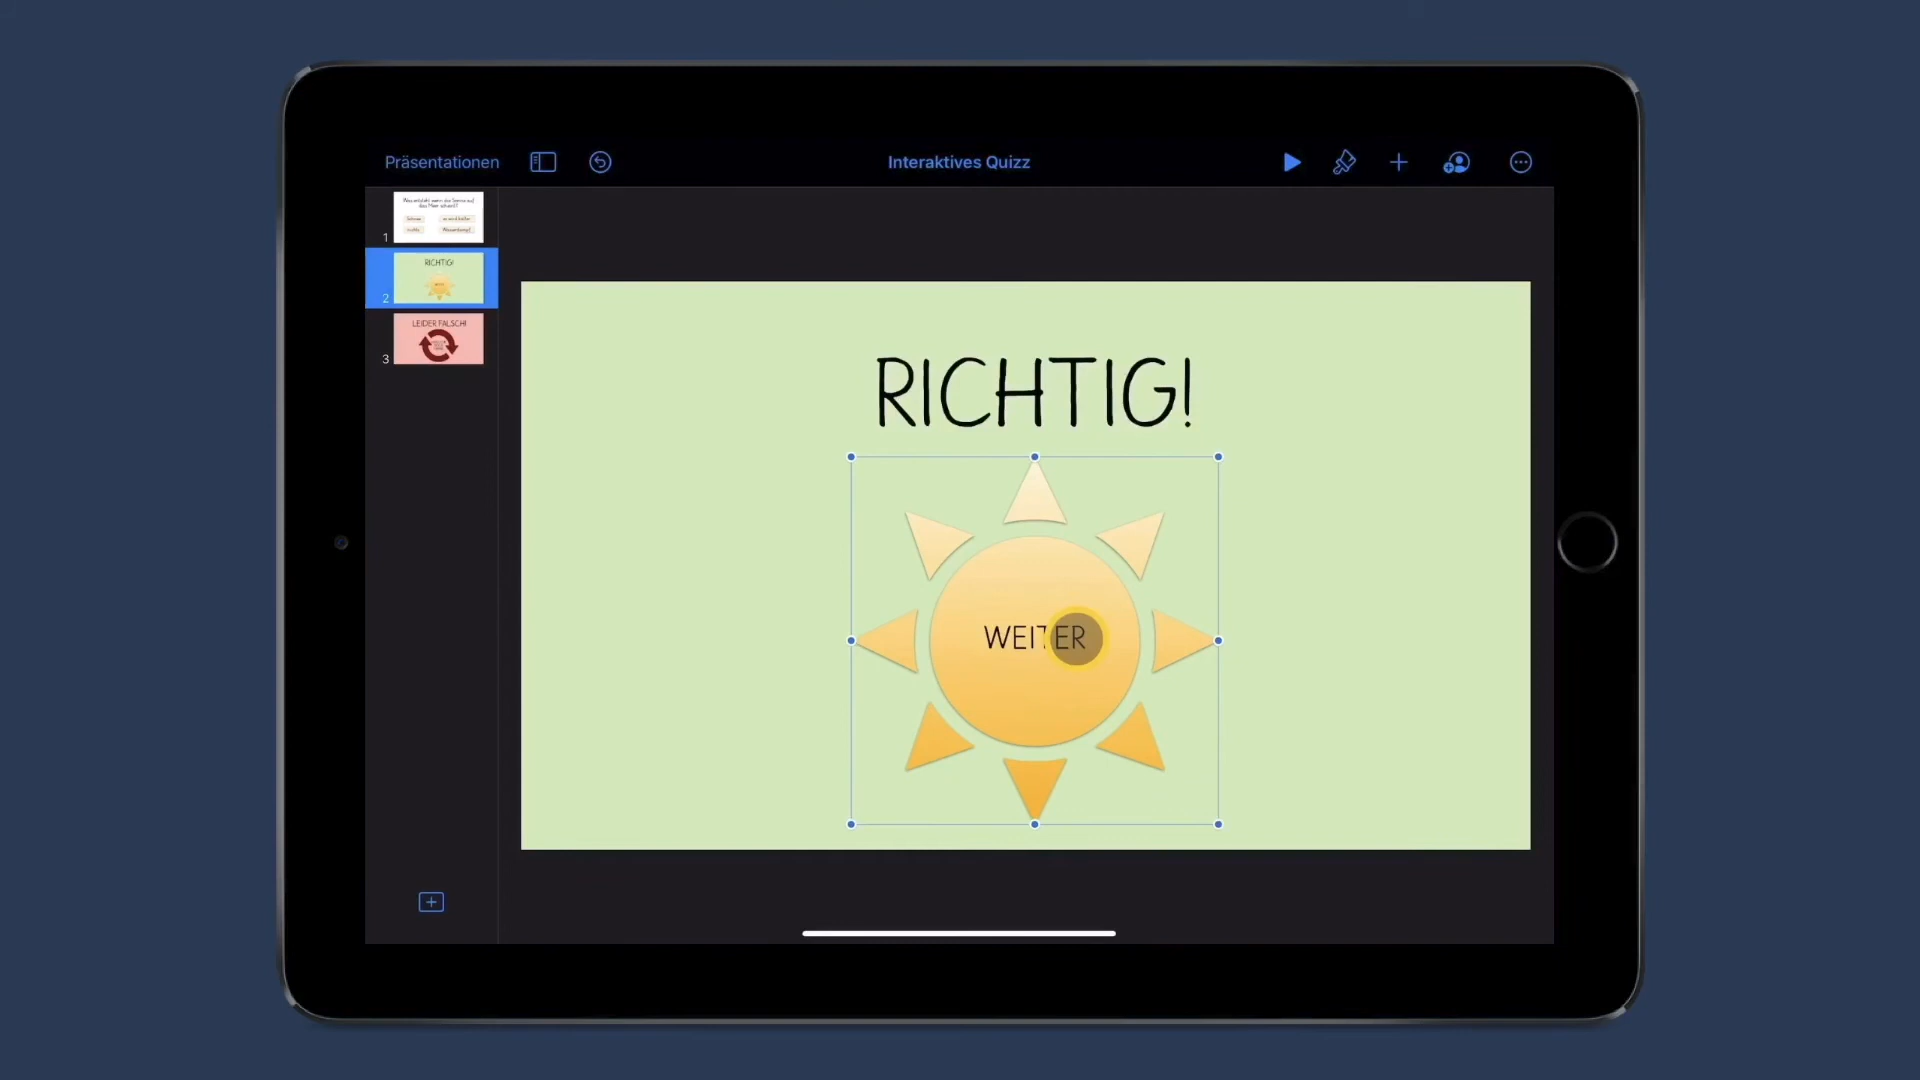 Präsentationen
Interaktives Quizz
1
2
RICHTIG!
3
LEIDER FALSCH!
RICHTIG!
WEITER